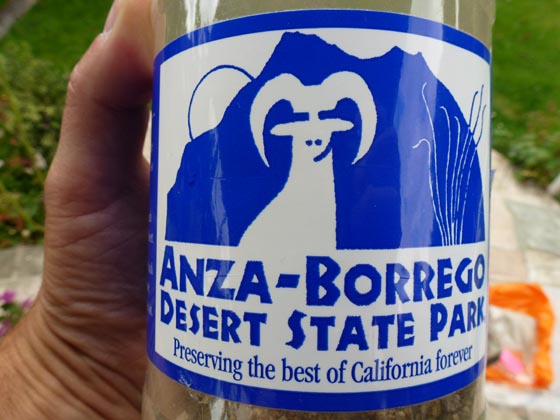 ANZA-BORREGO
DESERT STATE PARK
Preserving the best of California forever